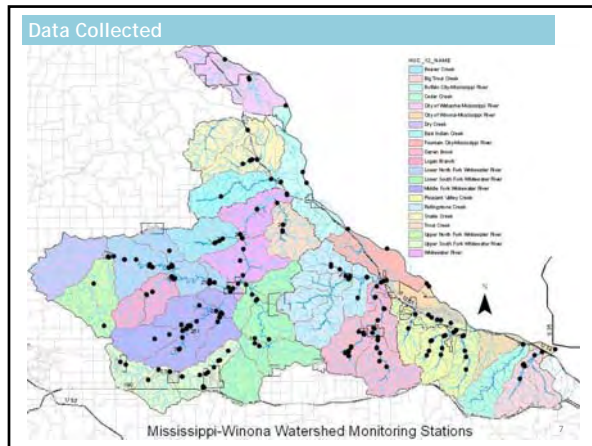 Data Collected
HUC_12_NAME
Beaver Creek
Big Trout Creek
Buffalo City-Mississippi River
Cedar Creek
City of Wabasha-Mississippi River
City of Winona-Mississippi River
Dry Creek
East Indian Creek
Fountain City-Mississippi River
Garvin Brook
Logan Branch
Lower North Fork Whitewater River
Lower South Fork Whitewater River
Middle Fork Whitewater River
Pleasant Valley Creek
Rollingstone Creek
Snake Creek
Trout Creek
Upper North Fork Whitewater River
Upper South Fork Whitewater River
Whitewater River
N
Mississippi-Winona Watershed Monitoring Stations
7